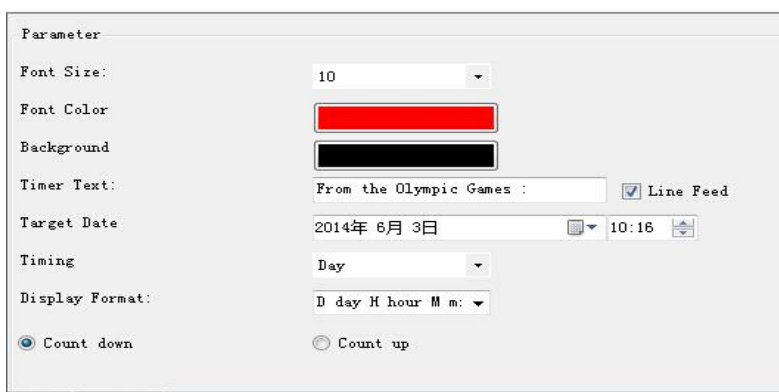 Parameter
Font Size: 10
Font Color
Background
Timer Text: From the Olympic Games : Line Feed
Target Date 2014年 6月 3日 10:16
Timing Day
Display Format: D day H hour M m:
Count down Count up